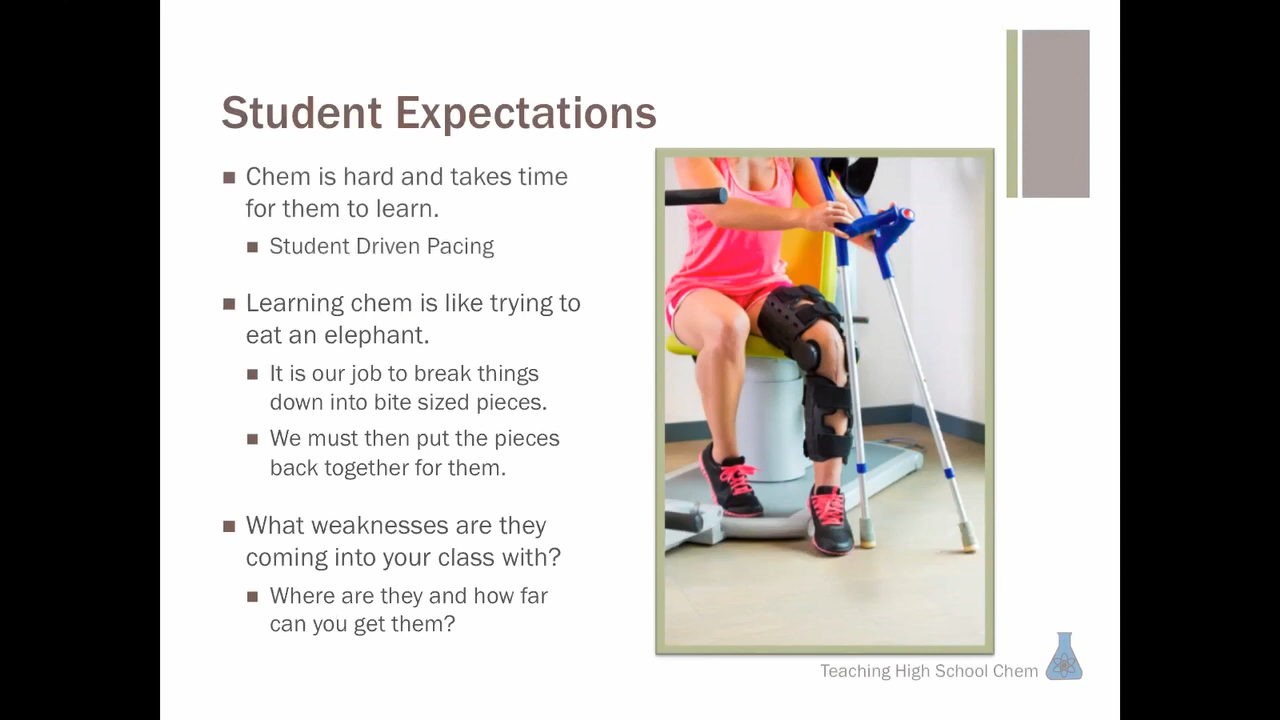 Student Expectations
Chem is hard and takes time
for them to learn.
Student Driven Pacing
Learning chem is like trying to
eat an elephant.
It is our job to break things
down into bite sized pieces.
We must then put the pieces
back together for them.
What weaknesses are they
coming into your class with?
Where are they and how far
can you get them?
Teaching High School Chem